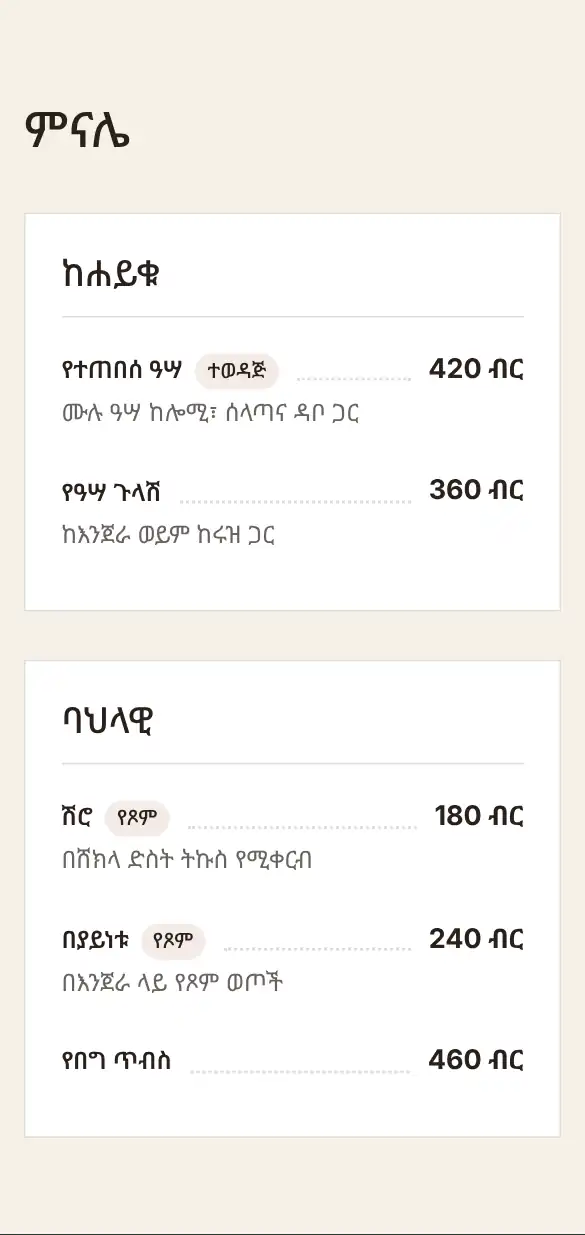 ምናሌ
ከሐይቁ
የተጠበሰ ዓሣ ተወዳጅ 420 ብር
ሙሉ ዓሣ ከሎሚ፣ ሰላጣና ዳቦ ጋር
የዓሣ ጉላሽ 360 ብር
ከእንጀራ ወይም ከሩዝ ጋር
ባህላዊ
ሽሮ የጾም 180 ብር
በሸክላ ድስት ትኩስ የሚቀርብ
በያይነቱ የጾም 240 ብር
በእንጀራ ላይ የጾም ወጦች
የበግ ጥብስ 460 ብር